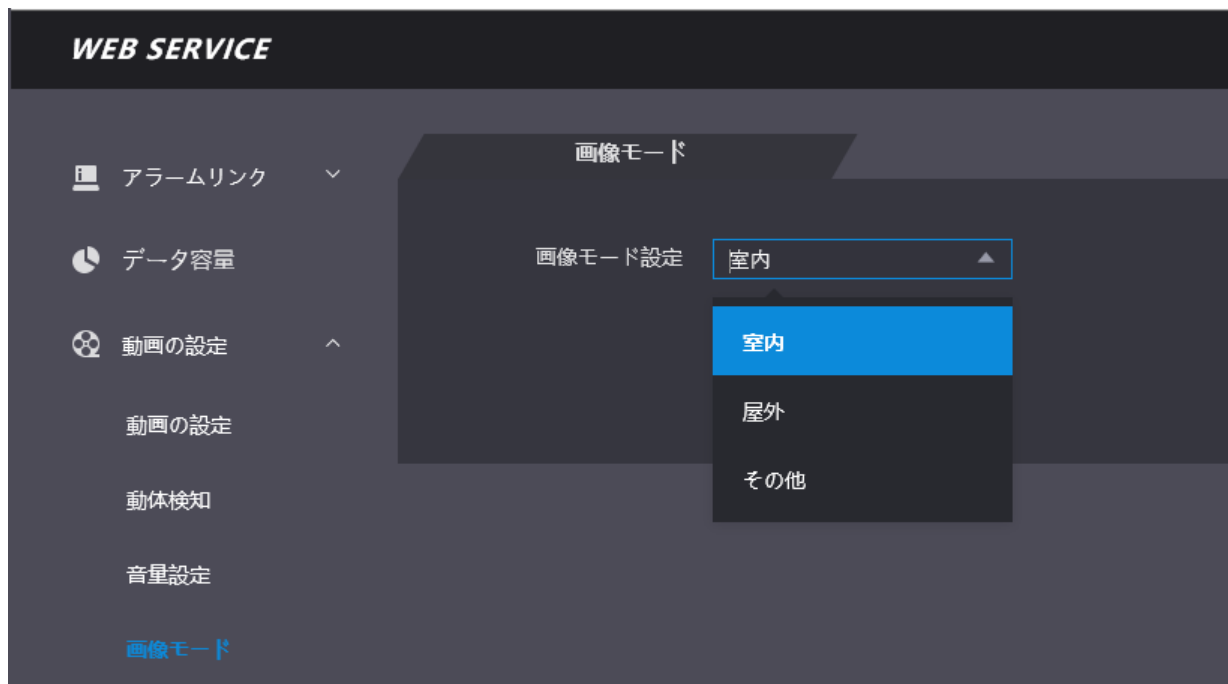 WEB SERVICE
アラームリンク
データ容量
動画の設定
動画の設定
動体検知
音量設定
画像モード
画像モード
画像モード設定
室内
室内
屋外
その他